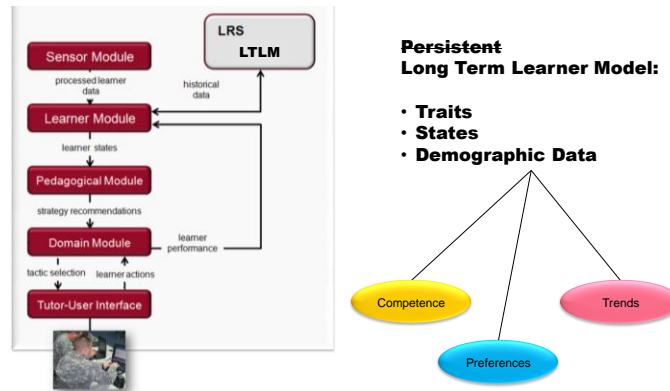 LRS
LTLM
Sensor Module
processed learner
data
historical
data
Learner Module
learner states
Pedagogical Module
strategy recommendations
Domain Module
learner
performance
tactic selection
learner actions
Tutor-User Interface
Persistent
Long Term Learner Model:
• Traits
• States
• Demographic Data
Competence
Trends
Preferences